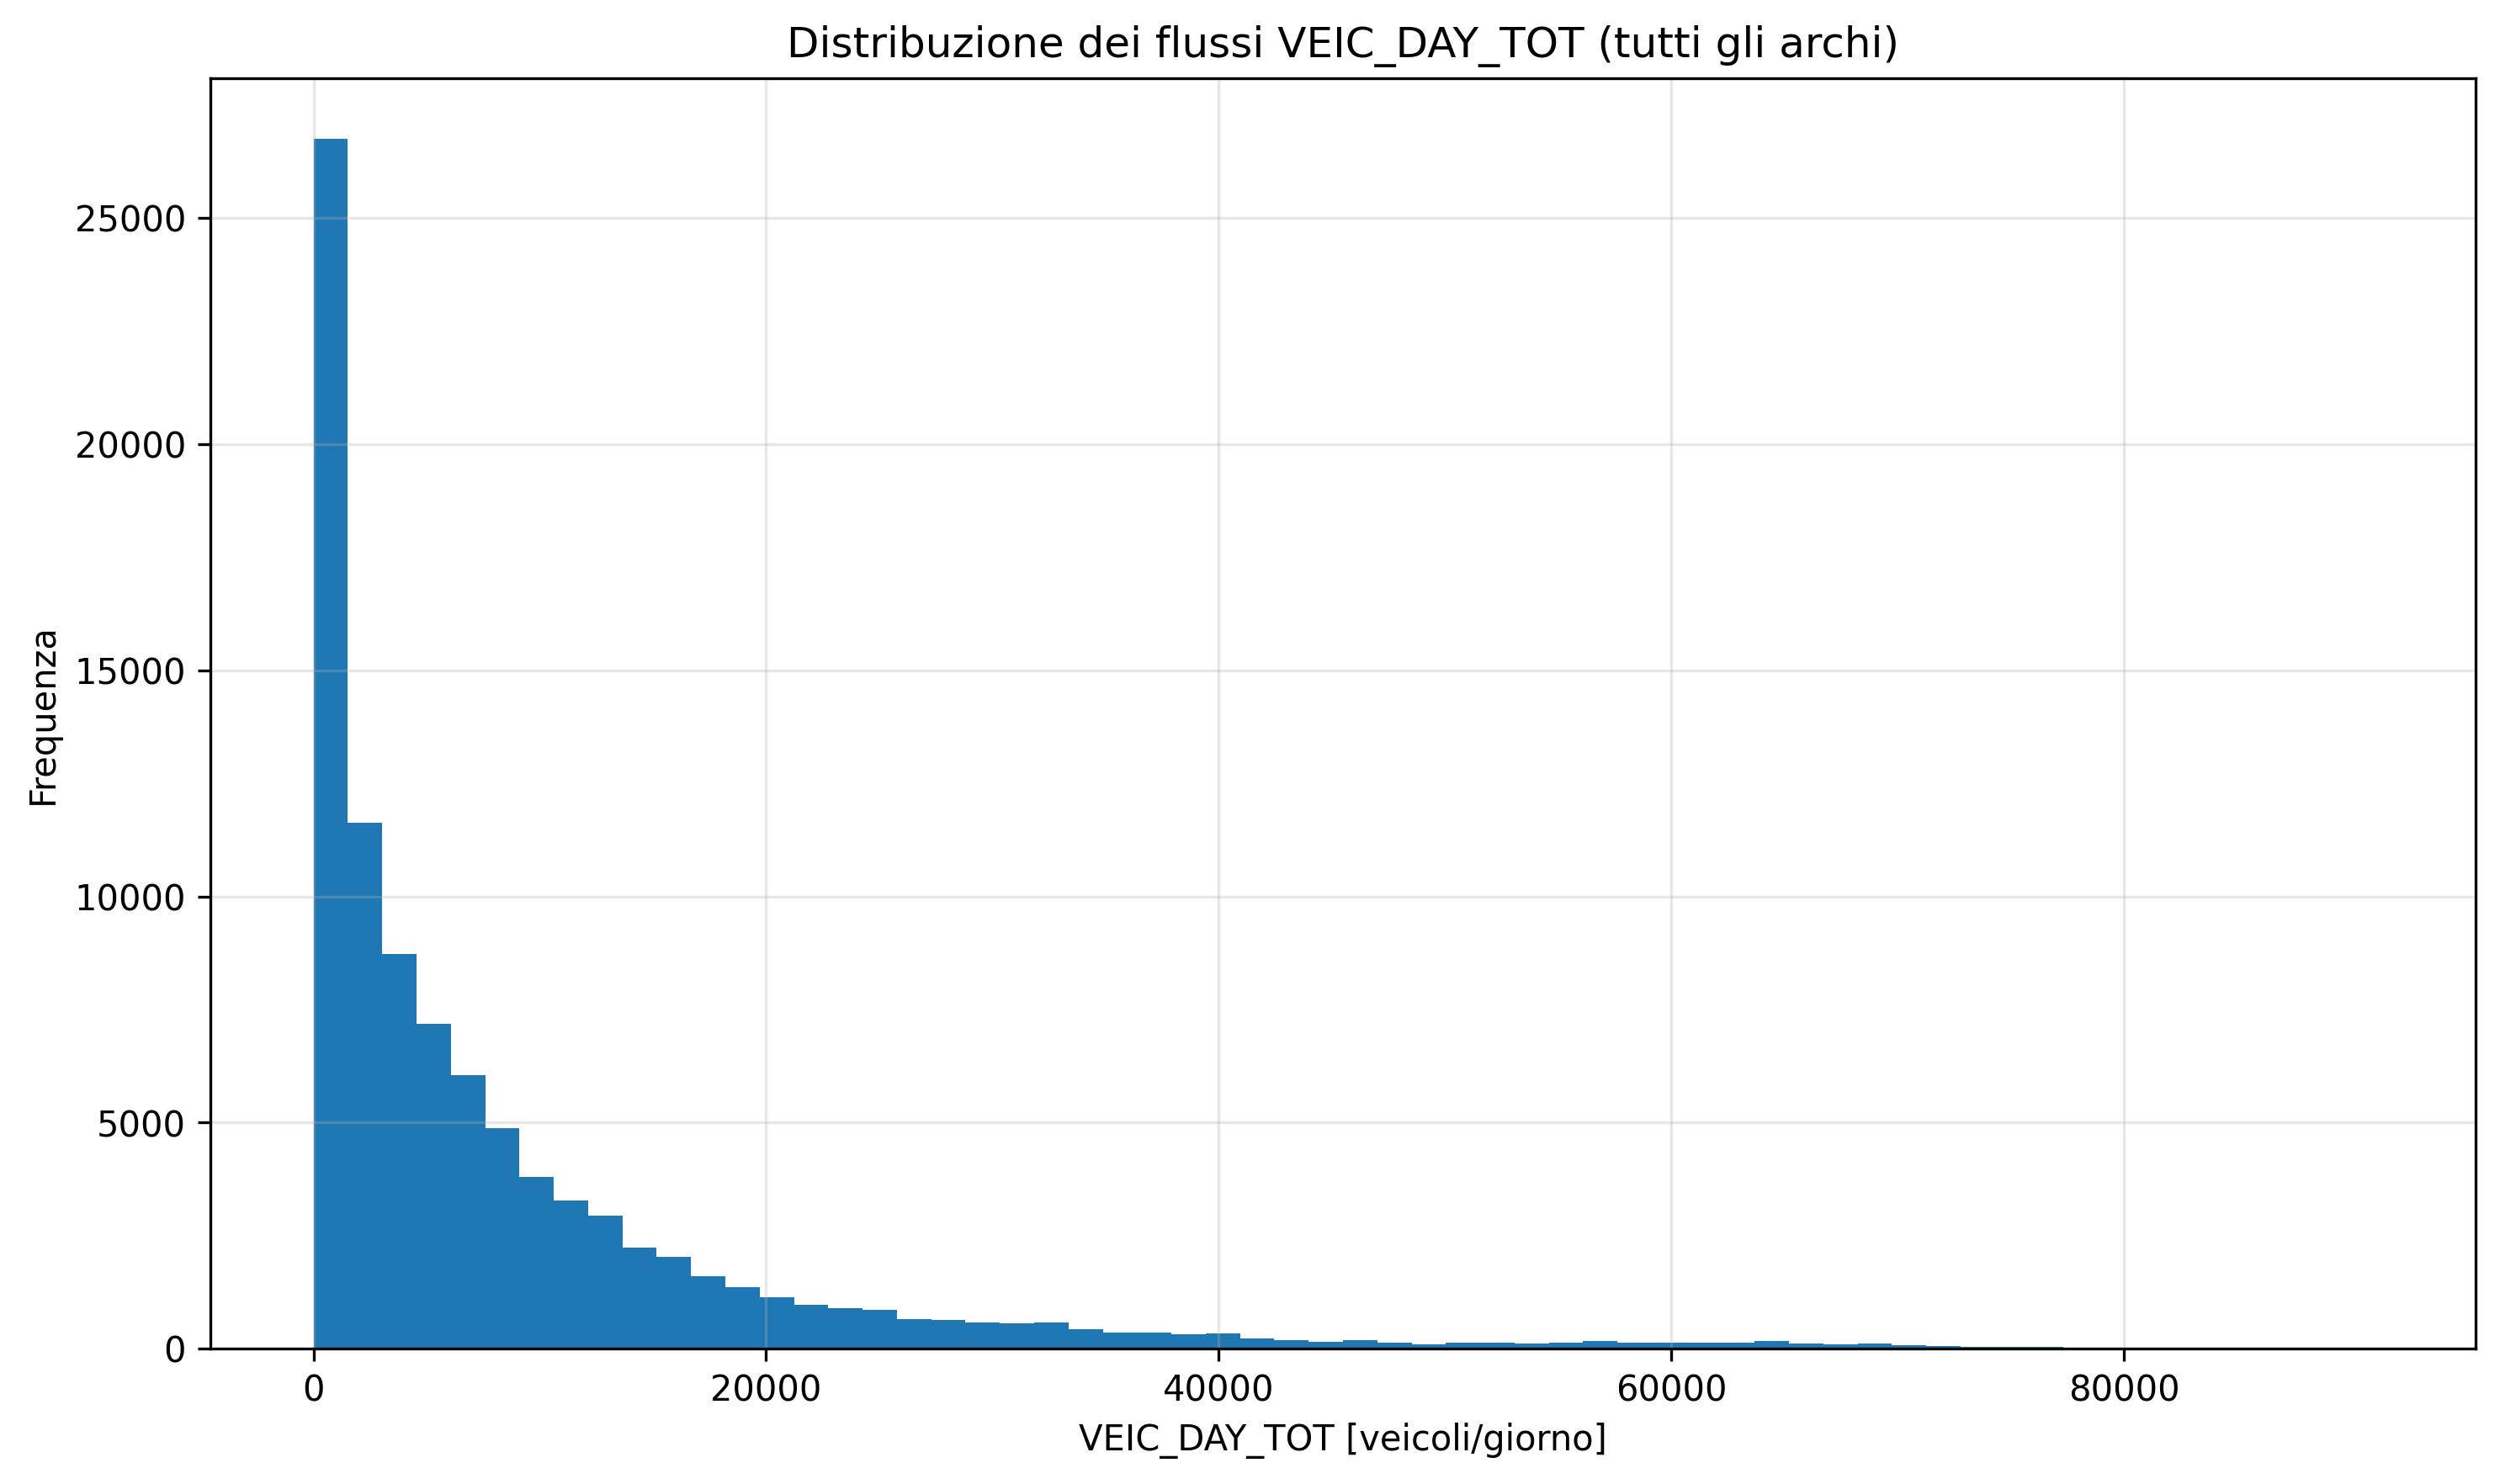 Distribuzione dei flussi VEIC_DAY_TOT (tutti gli archi)
Frequenza
25000
20000
15000
10000
5000
0
0 20000 40000 60000 80000
VEIC_DAY_TOT [veicoli/giorno]